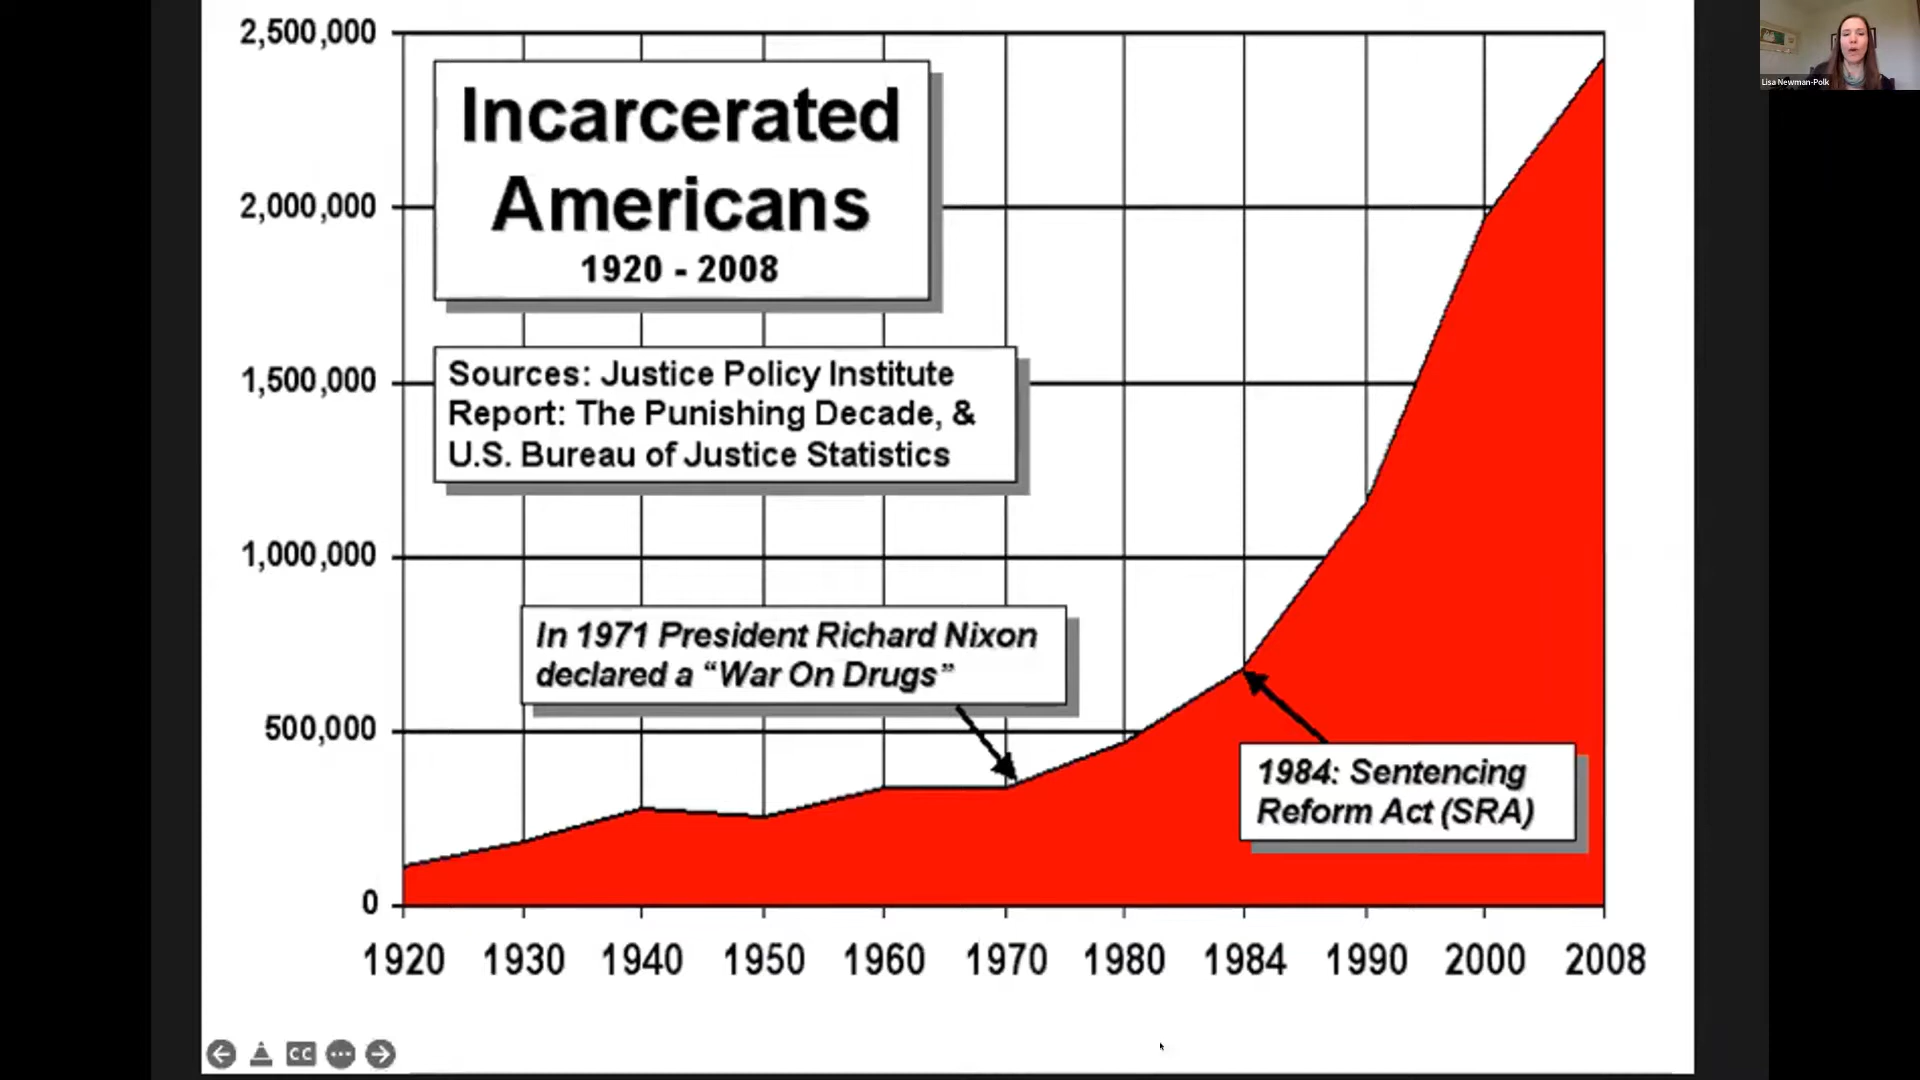 2,500,000
2,000,000
1,500,000
1,000,000
500,000
0
Incarcerated
Americans
1920 - 2008
Sources: Justice Policy Institute
Report: The Punishing Decade, &
U.S. Bureau of Justice Statistics
In 1971 President Richard Nixon
declared a “War On Drugs”
1984: Sentencing
Reform Act (SRA)
1920 1930 1940 1950 1960 1970 1980 1984 1990 2000 2008
CC
Lisa Newman-Polk